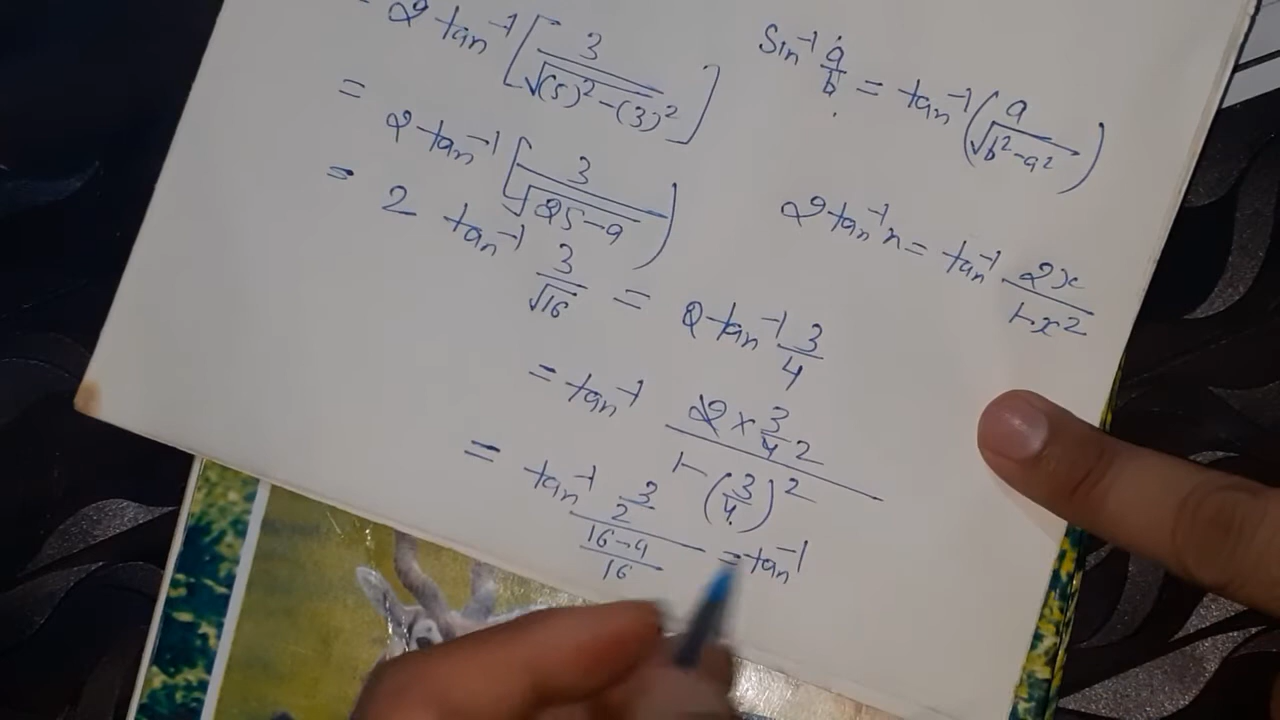 2 tan⁻¹ [3/√((5)² − (3)²)]
Sin⁻¹ a/b = tan⁻¹ (a/√(b² − a²))
= 2 tan⁻¹ [3/√(25 − 9))
2 tan⁻¹ x = tan⁻¹ 2x/(1 − x²)
= 2 tan⁻¹ 3/√16 = 2 tan⁻¹ 3/4
= tan⁻¹ (2 × 3/4 2)/(1 − (3/4)²)
= tan⁻¹ (3/2)/((16 − 9)/16) = tan⁻¹